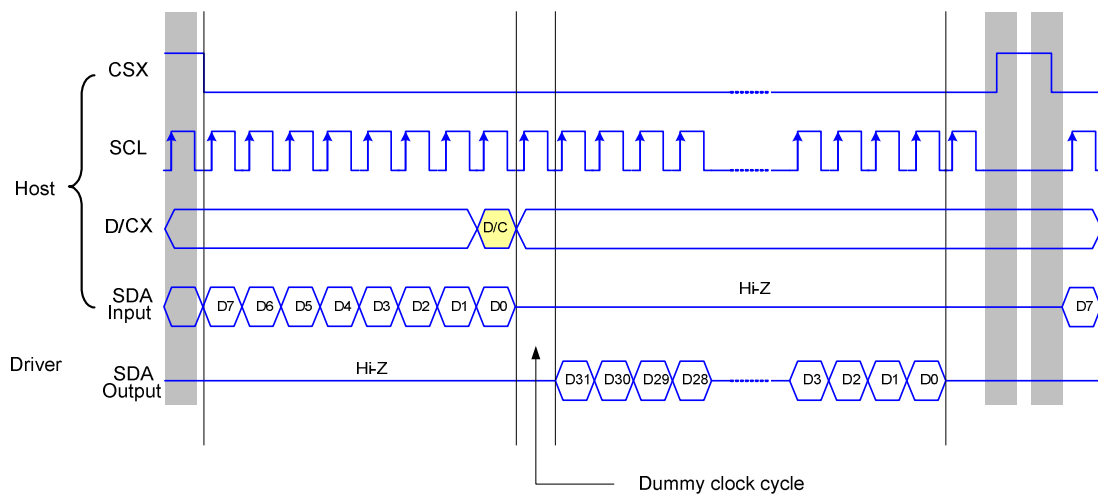 CSX
SCL
Host
D/CX
D/C
SDA
Input
D7 D6 D5 D4 D3 D2 D1 D0
Hi-Z
D7
Driver
SDA
Output
Hi-Z
D31 D30 D29 D28
D3 D2 D1 D0
Dummy clock cycle